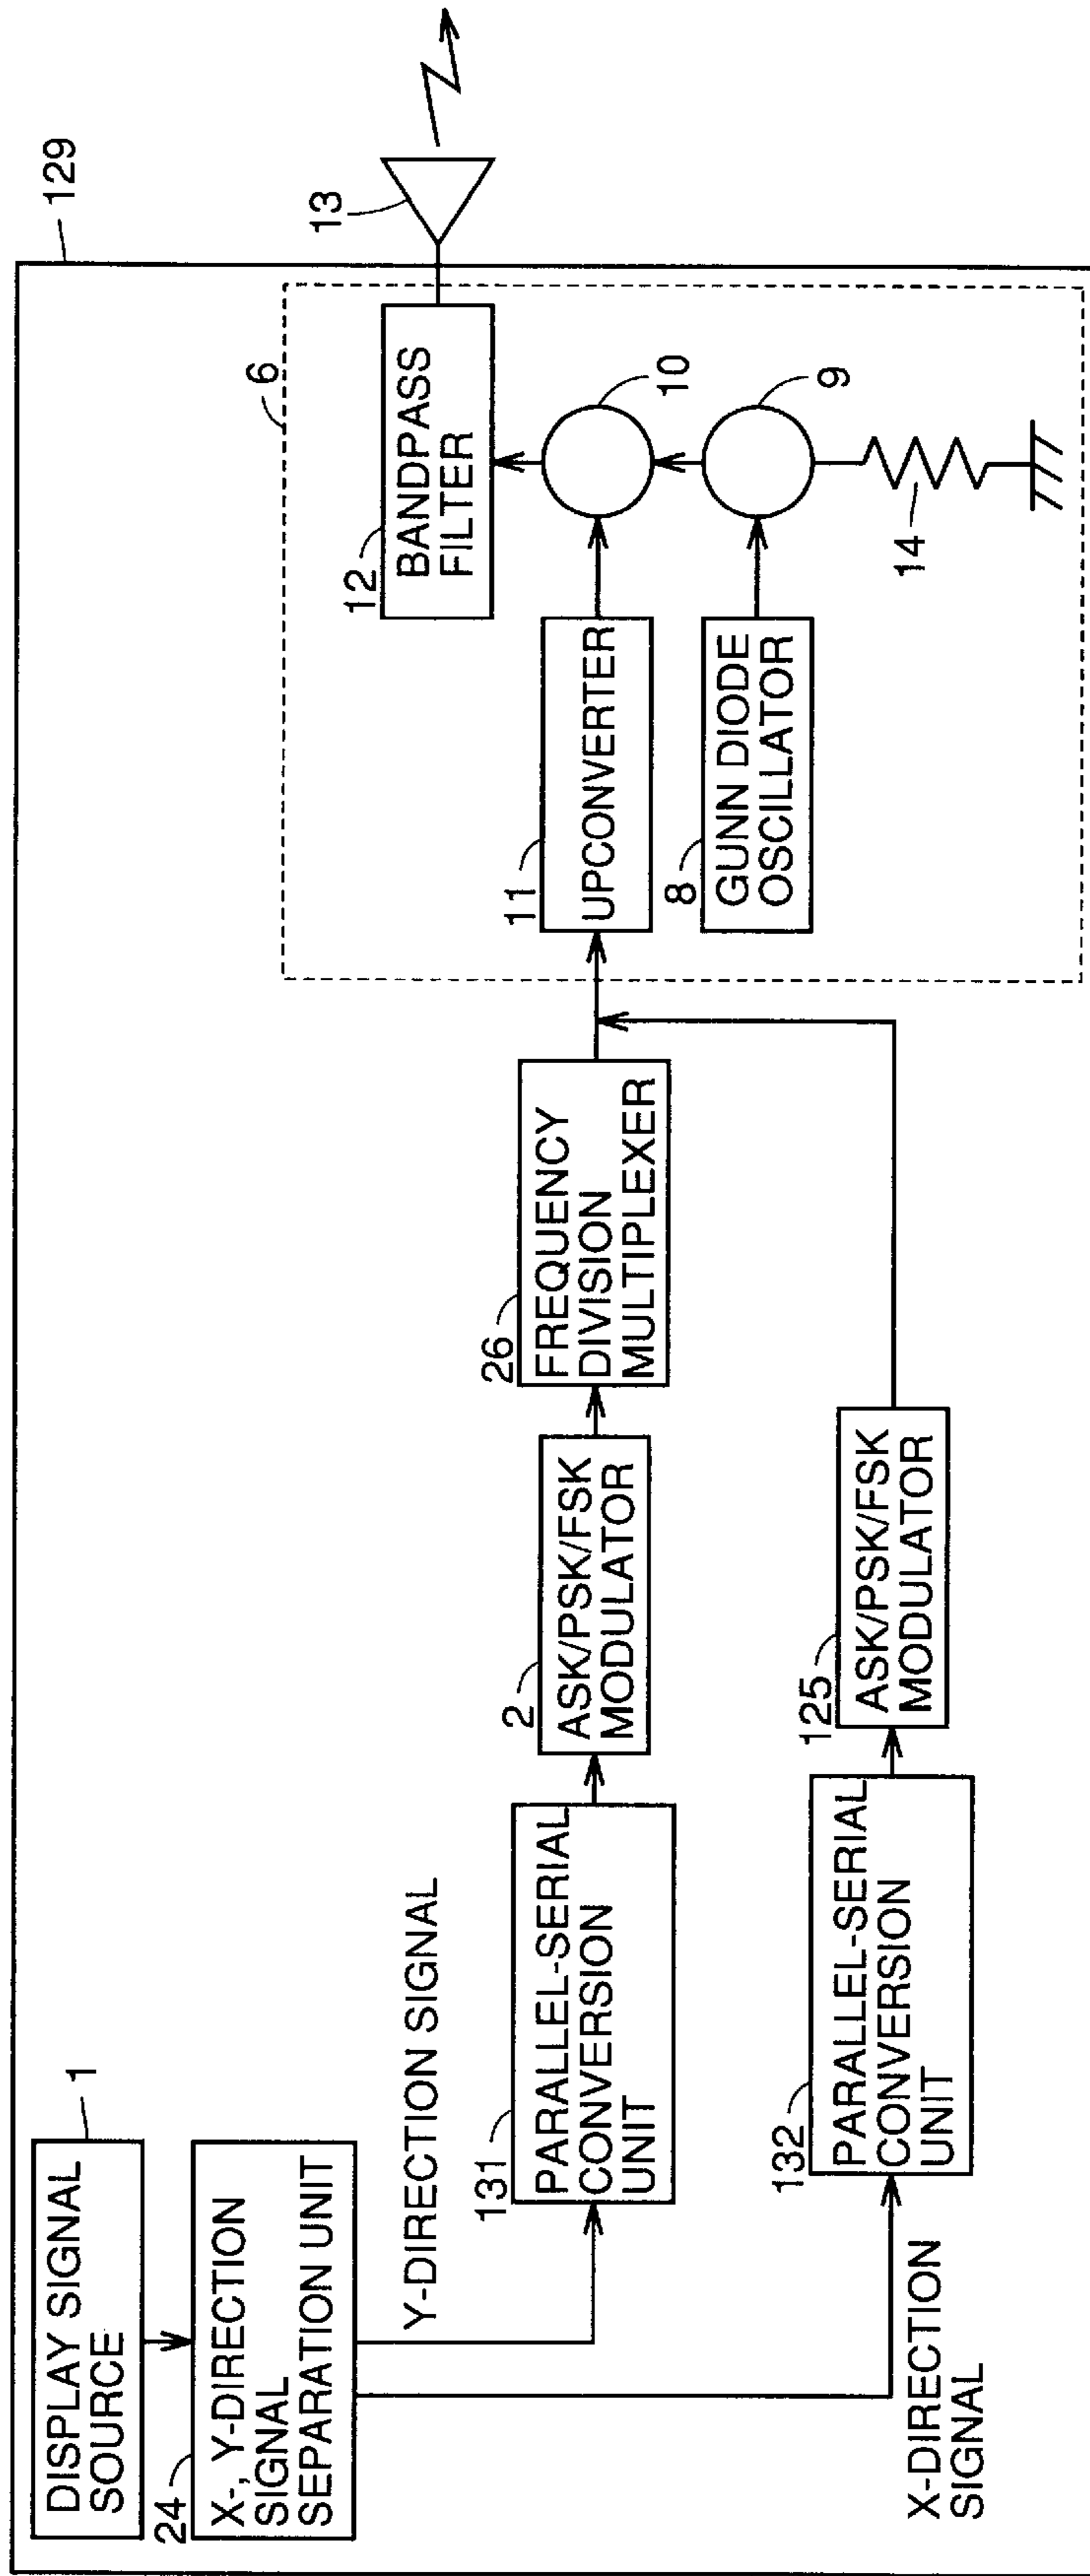 129
DISPLAY SIGNAL
SOURCE
1
24
X-, Y-DIRECTION
SIGNAL
SEPARATION UNIT
Y-DIRECTION SIGNAL
X-DIRECTION
SIGNAL
131
PARALLEL-SERIAL
CONVERSION
UNIT
132
PARALLEL-SERIAL
CONVERSION
UNIT
2
ASK/PSK/FSK
MODULATOR
125
ASK/PSK/FSK
MODULATOR
26
FREQUENCY
DIVISION
MULTIPLEXER
6
11
UPCONVERTER
8
GUNN DIODE
OSCILLATOR
12
BANDPASS
FILTER
10
9
14
13